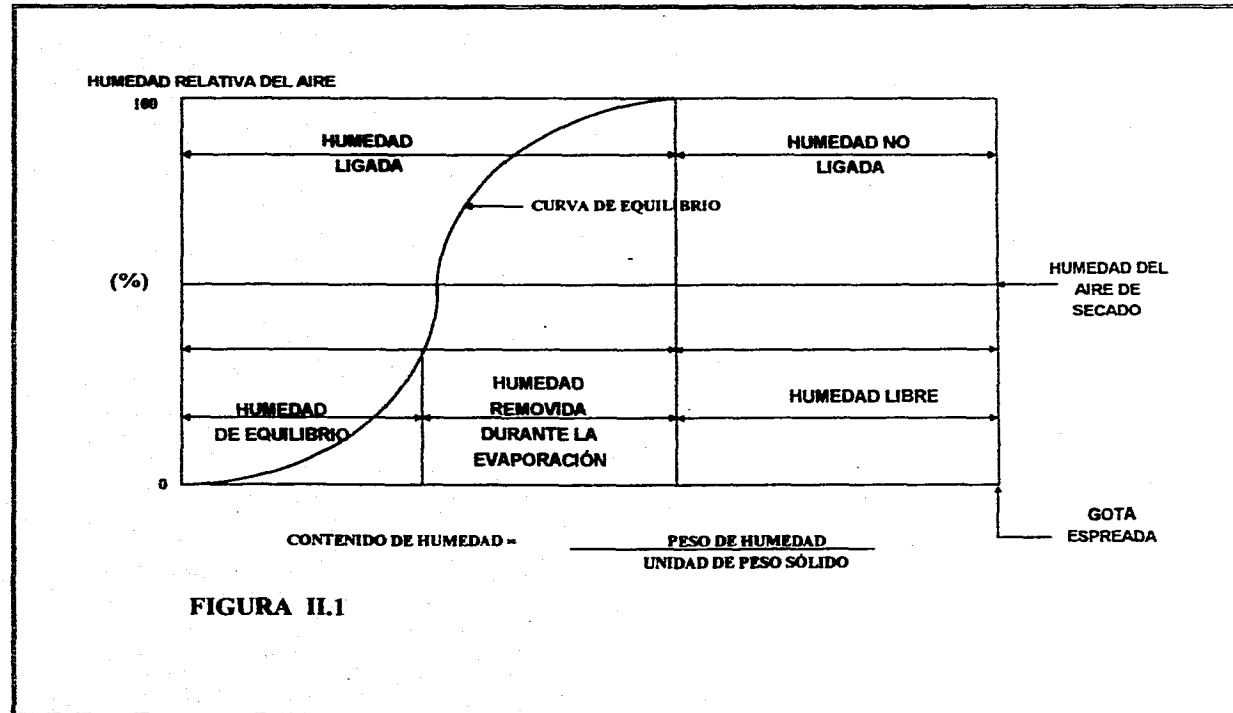 HUMEDAD RELATIVA DEL AIRE
100
HUMEDAD
LIGADA
HUMEDAD NO
LIGADA
CURVA DE EQUILIBRIO
(%)
HUMEDAD DEL
AIRE DE
SECADO
HUMEDAD
DE EQUILIBRIO
HUMEDAD
REMOVIDA
DURANTE LA
EVAPORACIÓN
HUMEDAD LIBRE
0
GOTA
ESPREADA
CONTENIDO DE HUMEDAD =
PESO DE HUMEDAD
UNIDAD DE PESO SÓLIDO
FIGURA II.1